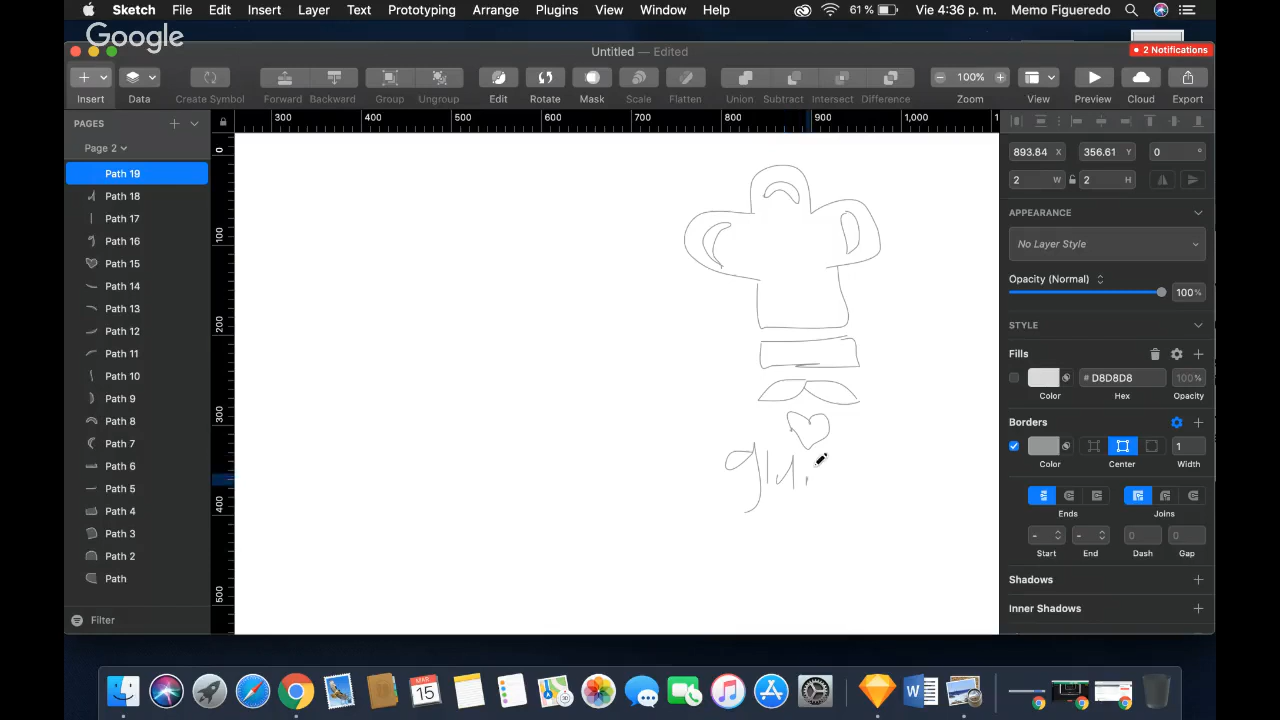 Sketch File Edit Insert Layer Text Prototyping Arrange Plugins View Window Help 61 % Vie 4:36 p. m. Memo Figueredo
Google
Untitled — Edited
2 Notifications
Insert Data Create Symbol Forward Backward Group Ungroup Edit Rotate Mask Scale Flatten Union Subtract Intersect Difference 100% Zoom View Preview Cloud Export
PAGES
Page 2
Path 19
Path 18
Path 17
Path 16
Path 15
Path 14
Path 13
Path 12
Path 11
Path 10
Path 9
Path 8
Path 7
Path 6
Path 5
Path 4
Path 3
Path 2
Path
Filter
300 400 500 600 700 800 900 1,000 1
0
100
200
300
400
500
893.84 X 356.61 Y 0 °
2 W 2 H
APPEARANCE
No Layer Style
Opacity (Normal)
100%
STYLE
Fills
# D8D8D8 100%
Color Hex Opacity
Borders
1
Color Center Width
Ends Joins
- - 0 0
Start End Dash Gap
Shadows
Inner Shadows
MAR
15
3D